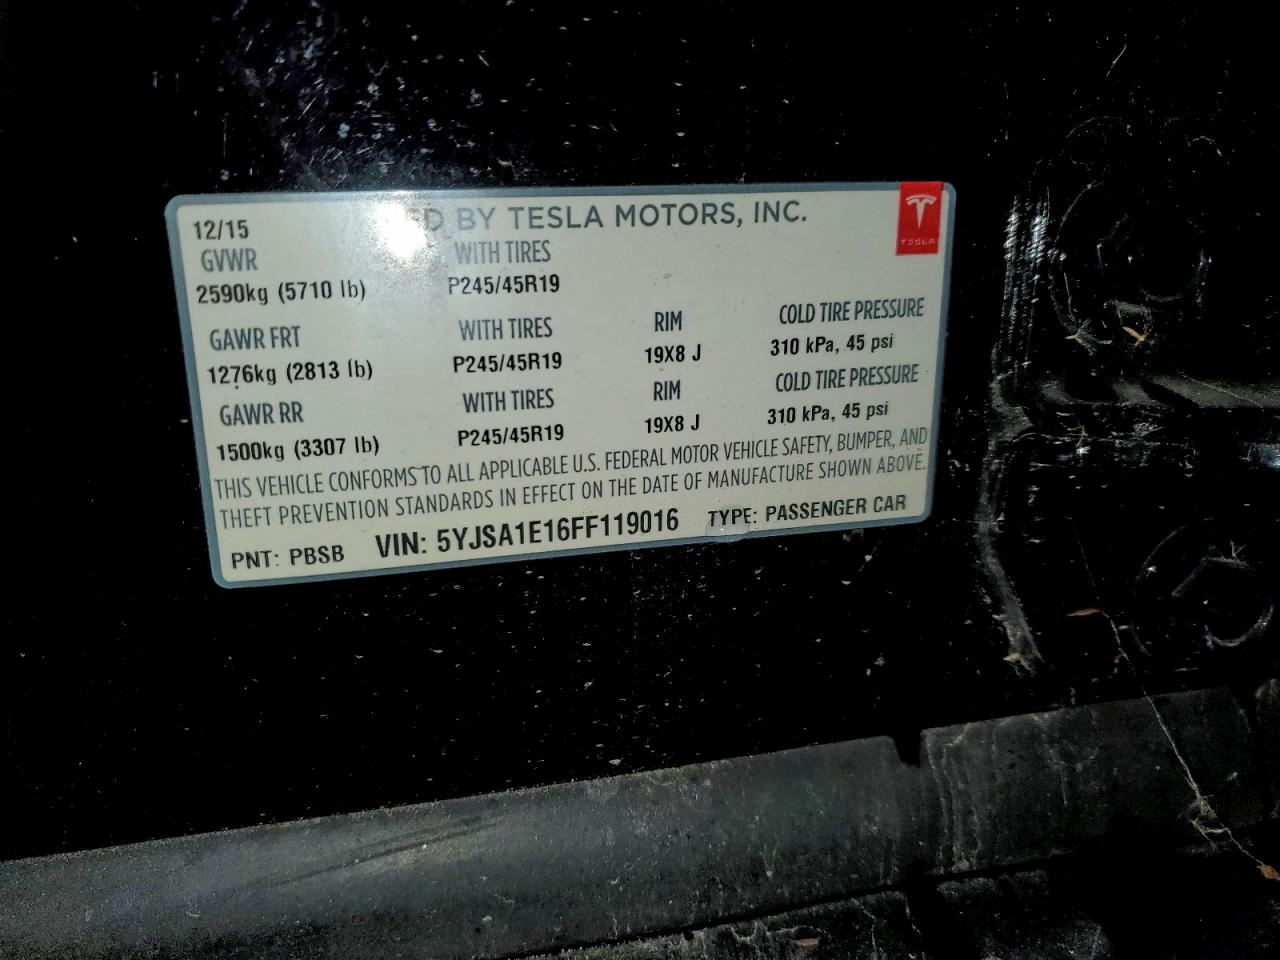 BY TESLA MOTORS, INC.
TESLA
12/15
GVWR WITH TIRES
2590kg (5710 lb) P245/45R19
GAWR FRT WITH TIRES RIM COLD TIRE PRESSURE
1276kg (2813 lb) P245/45R19 19X8 J 310 kPa, 45 psi
GAWR RR WITH TIRES RIM COLD TIRE PRESSURE
1500kg (3307 lb) P245/45R19 19X8 J 310 kPa, 45 psi
THIS VEHICLE CONFORMS TO ALL APPLICABLE U.S. FEDERAL MOTOR VEHICLE SAFETY, BUMPER, AND
THEFT PREVENTION STANDARDS IN EFFECT ON THE DATE OF MANUFACTURE SHOWN ABOVE.
PNT: PBSB VIN: 5YJSA1E16FF119016 TYPE: PASSENGER CAR